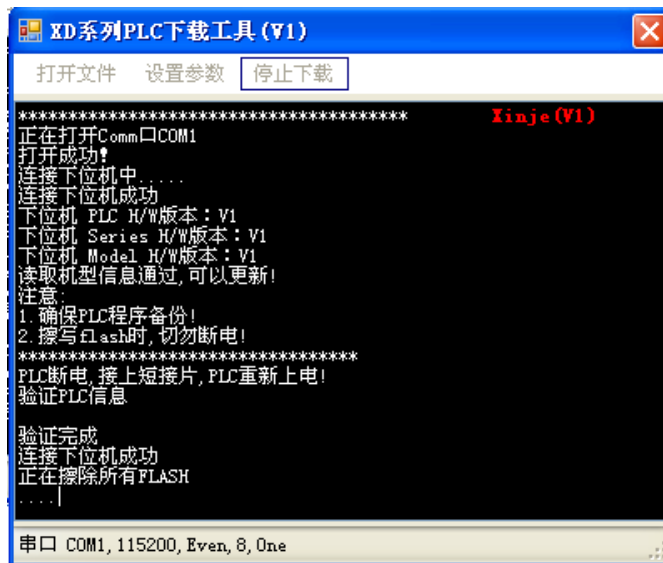 XD系列PLC下载工具(V1)
打开文件 设置参数 停止下载
*************************************** Xinje(V1)
正在打开Comm口COM1
打开成功!
连接下位机中.....
连接下位机成功
下位机 PLC H/W版本：V1
下位机 Series H/W版本：V1
下位机 Model H/W版本：V1
读取机型信息通过,可以更新!
注意:
1.确保PLC程序备份!
2.擦写flash时,切勿断电!
**********************************
PLC断电,接上短接片,PLC重新上电!
验证PLC信息
验证完成
连接下位机成功
正在擦除所有FLASH
....
串口 COM1,115200,Even,8,One